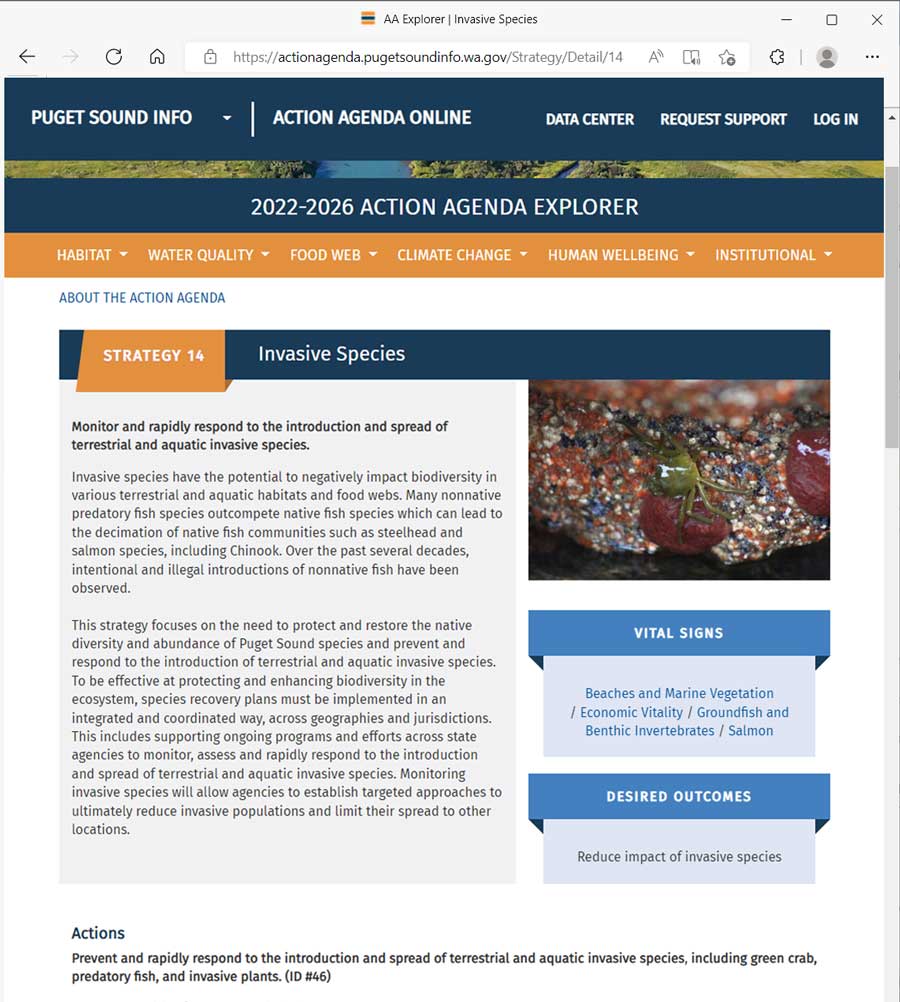 AA Explorer | Invasive Species
https://actionagenda.pugetsoundinfo.wa.gov/Strategy/Detail/14
PUGET SOUND INFO
ACTION AGENDA ONLINE
DATA CENTER
REQUEST SUPPORT
LOG IN
2022-2026 ACTION AGENDA EXPLORER
HABITAT
WATER QUALITY
FOOD WEB
CLIMATE CHANGE
HUMAN WELLBEING
INSTITUTIONAL
ABOUT THE ACTION AGENDA
STRATEGY 14
Invasive Species
Monitor and rapidly respond to the introduction and spread of
terrestrial and aquatic invasive species.
Invasive species have the potential to negatively impact biodiversity in
various terrestrial and aquatic habitats and food webs. Many nonnative
predatory fish species outcompete native fish species which can lead to
the decimation of native fish communities such as steelhead and
salmon species, including Chinook. Over the past several decades,
intentional and illegal introductions of nonnative fish have been
observed.
This strategy focuses on the need to protect and restore the native
diversity and abundance of Puget Sound species and prevent and
respond to the introduction of terrestrial and aquatic invasive species.
To be effective at protecting and enhancing biodiversity in the
ecosystem, species recovery plans must be implemented in an
integrated and coordinated way, across geographies and jurisdictions.
This includes supporting ongoing programs and efforts across state
agencies to monitor, assess and rapidly respond to the introduction
and spread of terrestrial and aquatic invasive species. Monitoring
invasive species will allow agencies to establish targeted approaches to
ultimately reduce invasive populations and limit their spread to other
locations.
VITAL SIGNS
Beaches and Marine Vegetation
/ Economic Vitality / Groundfish and
Benthic Invertebrates / Salmon
DESIRED OUTCOMES
Reduce impact of invasive species
Actions
Prevent and rapidly respond to the introduction and spread of terrestrial and aquatic invasive species, including green crab,
predatory fish, and invasive plants. (ID #46)